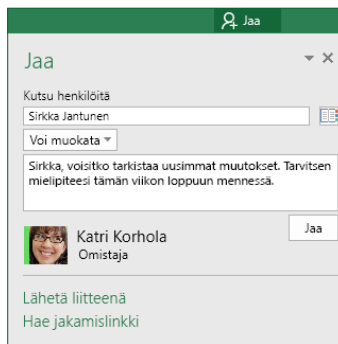 Jaa
Jaa
Kutsu henkilöitä
Sirkka Jantunen
Voi muokata
Sirkka, voisitko tarkistaa uusimmat muutokset. Tarvitsen
mielipiteesi tämän viikon loppuun mennessä.
Jaa
Katri Korhola
Omistaja
Lähetä liitteenä
Hae jakamislinkki